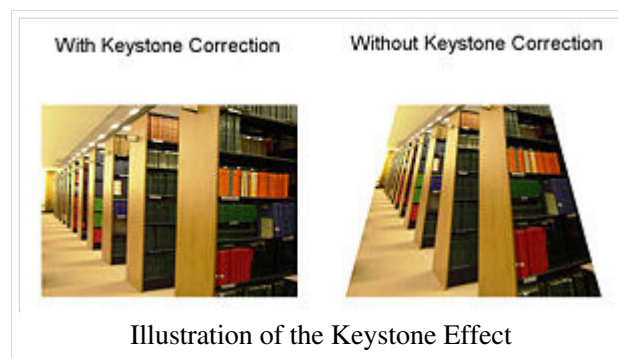 With Keystone Correction
Without Keystone Correction
Illustration of the Keystone Effect